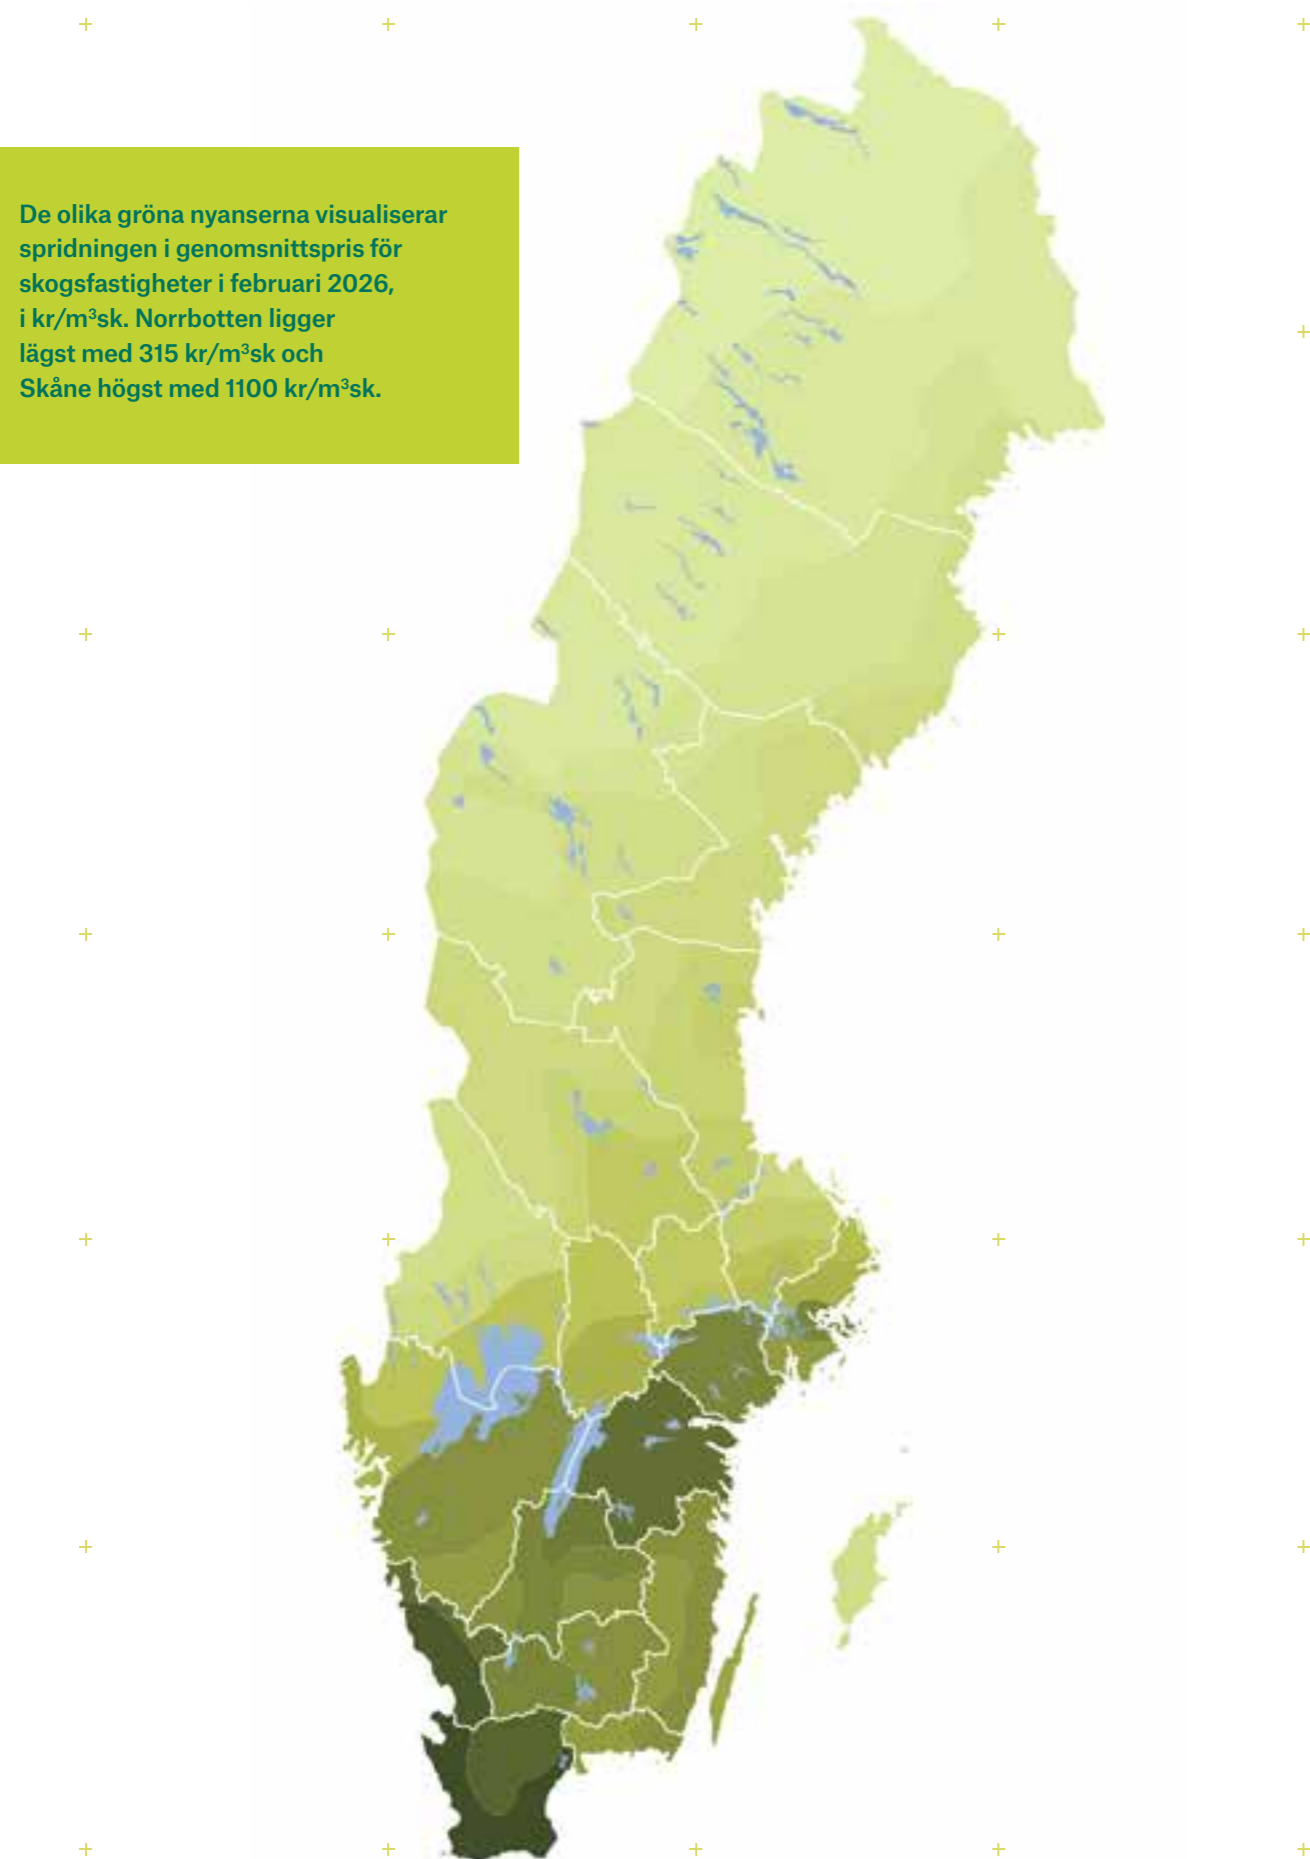 De olika gröna nyanserna visualiserar
spridningen i genomsnittspris för
skogsfastigheter i februari 2026,
i kr/m³sk. Norrbotten ligger
lägst med 315 kr/m³sk och
Skåne högst med 1100 kr/m³sk.